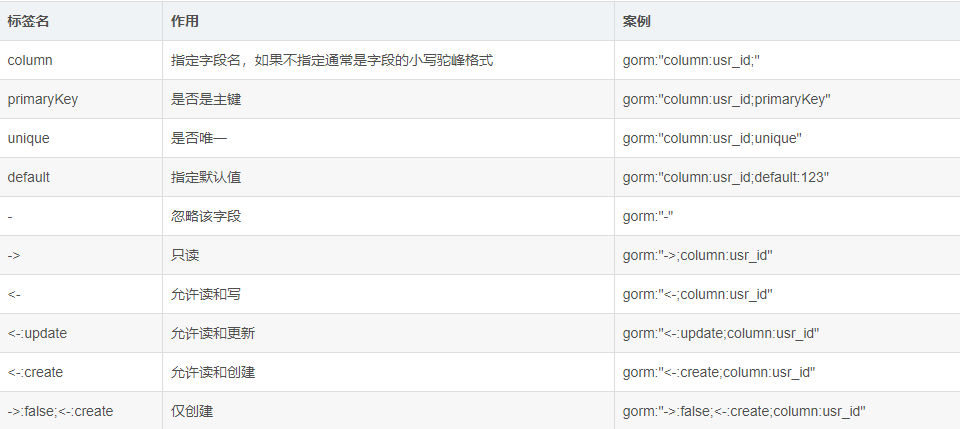 标签名 作用 案例
column 指定字段名，如果不指定通常是字段的小写驼峰格式 gorm:"column:usr_id;"
primaryKey 是否是主键 gorm:"column:usr_id;primaryKey"
unique 是否唯一 gorm:"column:usr_id;unique"
default 指定默认值 gorm:"column:usr_id;default:123"
- 忽略该字段 gorm:"-"
-> 只读 gorm:"->;column:usr_id"
<- 允许读和写 gorm:"<-;column:usr_id"
<-:update 允许读和更新 gorm:"<-:update;column:usr_id"
<-:create 允许读和创建 gorm:"<-:create;column:usr_id"
->:false;<-:create 仅创建 gorm:"->:false;<-:create;column:usr_id"